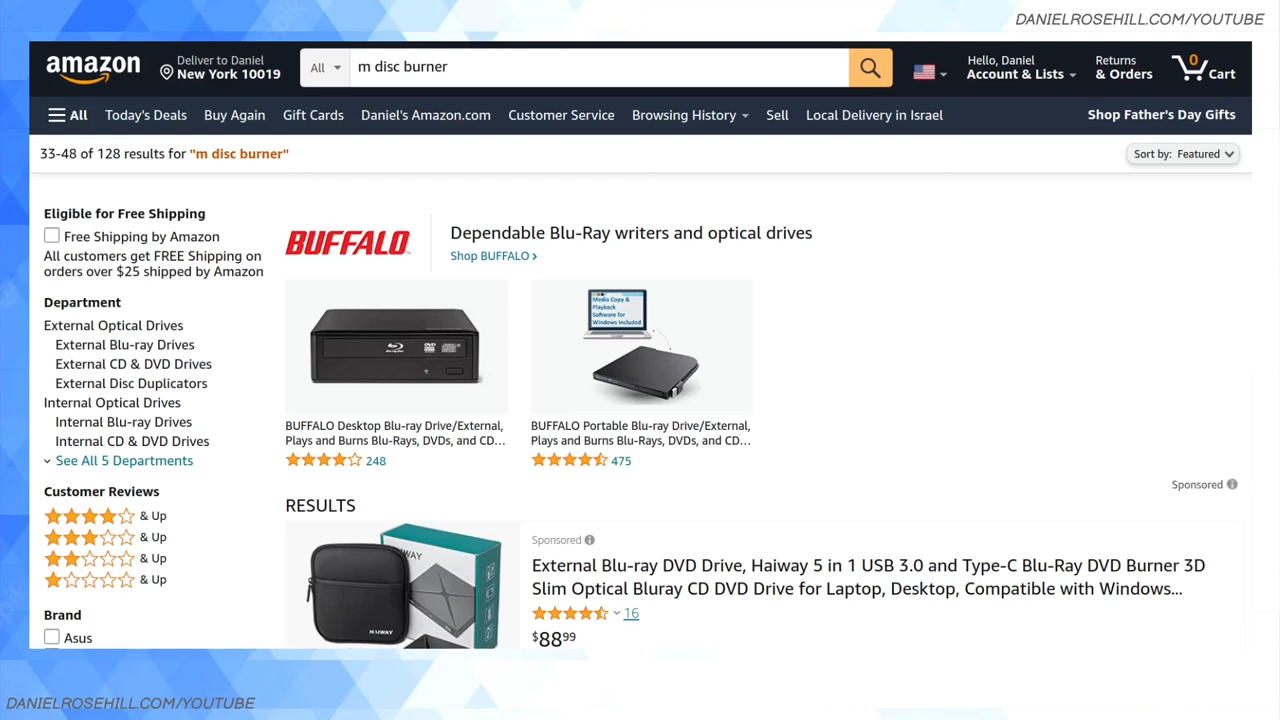 DANIELROSEHILL.COM/YOUTUBE
amazon
Deliver to Daniel
New York 10019
All
m disc burner
Hello, Daniel
Account & Lists
Returns
& Orders
0
Cart
All
Today's Deals
Buy Again
Gift Cards
Daniel's Amazon.com
Customer Service
Browsing History
Sell
Local Delivery in Israel
Shop Father's Day Gifts
33-48 of 128 results for "m disc burner"
Sort by: Featured
Eligible for Free Shipping
Free Shipping by Amazon
All customers get FREE Shipping on
orders over $25 shipped by Amazon
Department
External Optical Drives
External Blu-ray Drives
External CD & DVD Drives
External Disc Duplicators
Internal Optical Drives
Internal Blu-ray Drives
Internal CD & DVD Drives
See All 5 Departments
Customer Reviews
& Up
& Up
& Up
& Up
Brand
Asus
BUFFALO
Dependable Blu-Ray writers and optical drives
Shop BUFFALO ›
Media Copy &
Playback
Software for
Windows Included
BUFFALO Desktop Blu-ray Drive/External,
Plays and Burns Blu-Rays, DVDs, and CD…
248
BUFFALO Portable Blu-ray Drive/External,
Plays and Burns Blu-Rays, DVDs, and CD…
475
Sponsored
RESULTS
HAIWAY
Sponsored
External Blu-ray DVD Drive, Haiway 5 in 1 USB 3.0 and Type-C Blu-Ray DVD Burner 3D
Slim Optical Bluray CD DVD Drive for Laptop, Desktop, Compatible with Windows…
16
$88⁹⁹
DANIELROSEHILL.COM/YOUTUBE